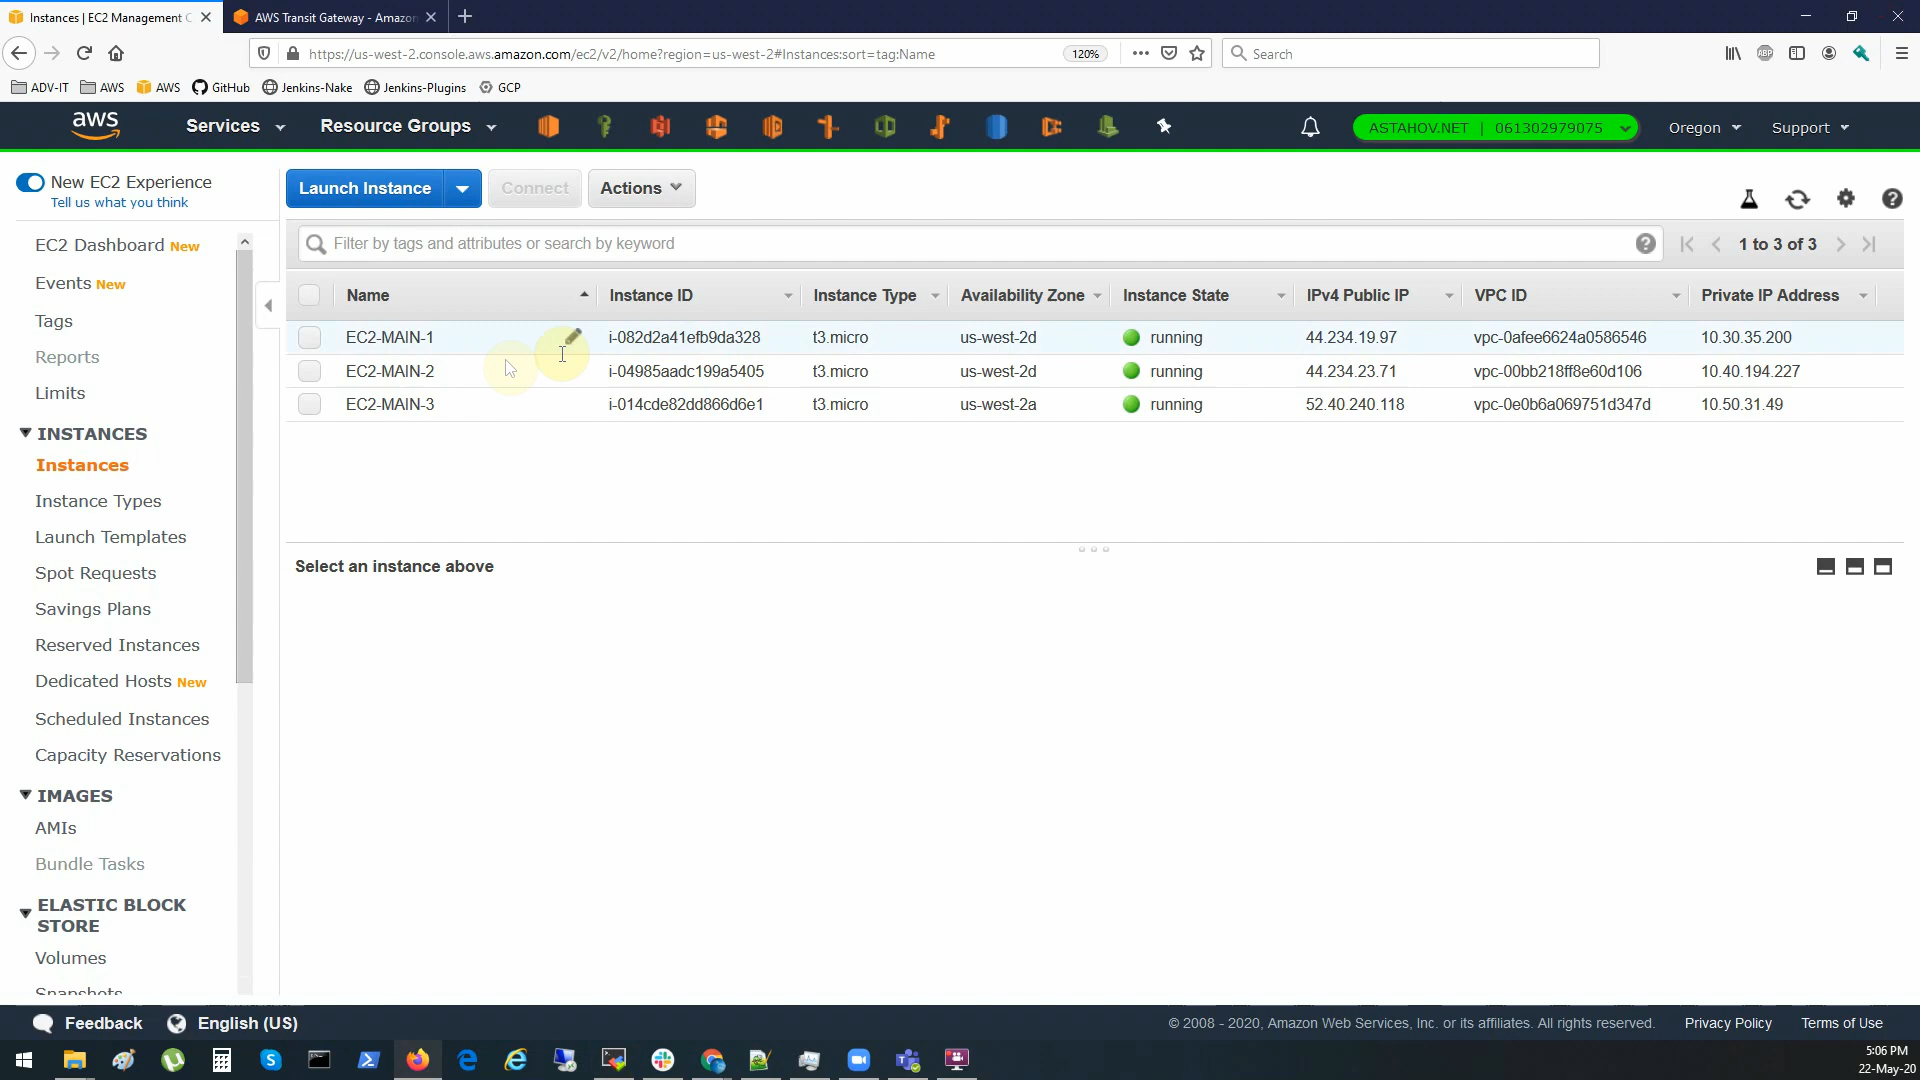 Instances | EC2 Management C
AWS Transit Gateway - Amazon
https://us-west-2.console.aws.amazon.com/ec2/v2/home?region=us-west-2#Instances:sort=tag:Name
120%
Search
ADV-IT AWS AWS GitHub Jenkins-Nake Jenkins-Plugins GCP
aws Services Resource Groups ASTAHOV.NET | 061302979075 Oregon Support
New EC2 Experience
Tell us what you think
EC2 Dashboard New
Events New
Tags
Reports
Limits
INSTANCES
Instances
Instance Types
Launch Templates
Spot Requests
Savings Plans
Reserved Instances
Dedicated Hosts New
Scheduled Instances
Capacity Reservations
IMAGES
AMIs
Bundle Tasks
ELASTIC BLOCK
STORE
Volumes
Snapshots
Launch Instance Connect Actions
Filter by tags and attributes or search by keyword
1 to 3 of 3
Name Instance ID Instance Type Availability Zone Instance State IPv4 Public IP VPC ID Private IP Address
EC2-MAIN-1 i-082d2a41efb9da328 t3.micro us-west-2d running 44.234.19.97 vpc-0afee6624a0586546 10.30.35.200
EC2-MAIN-2 i-04985aadc199a5405 t3.micro us-west-2d running 44.234.23.71 vpc-00bb218ff8e60d106 10.40.194.227
EC2-MAIN-3 i-014cde82dd866d6e1 t3.micro us-west-2a running 52.40.240.118 vpc-0e0b6a069751d347d 10.50.31.49
Select an instance above
Feedback English (US)
© 2008 - 2020, Amazon Web Services, Inc. or its affiliates. All rights reserved. Privacy Policy Terms of Use
5:06 PM
22-May-20